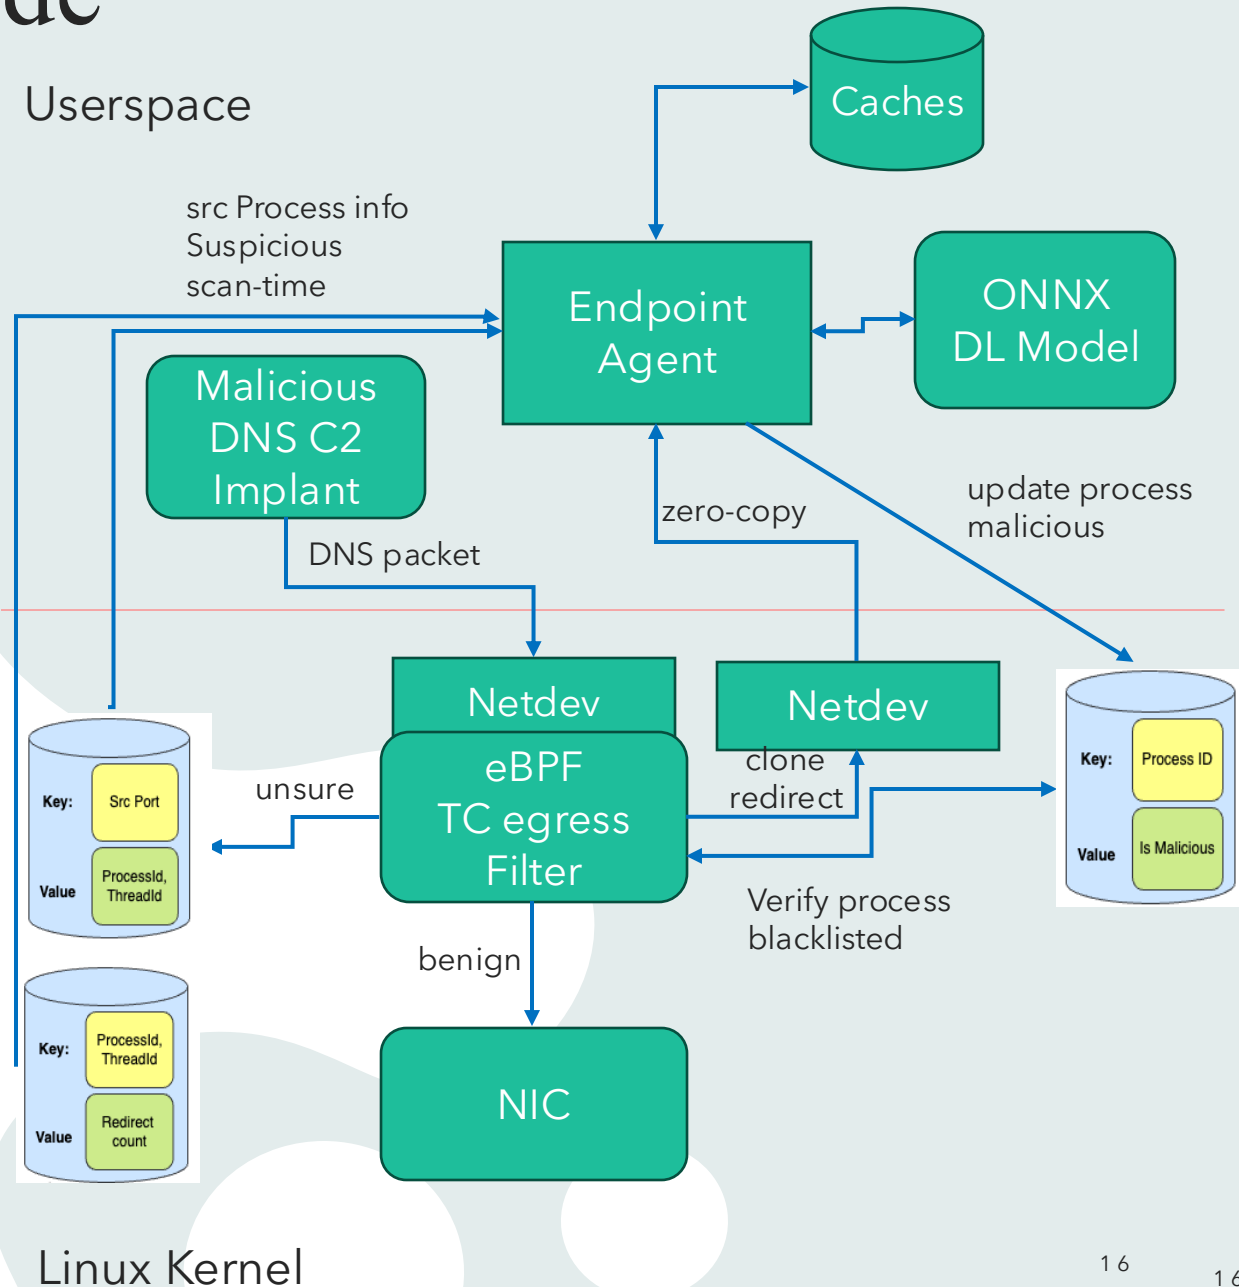 Userspace
Caches
src Process info
Suspicious
scan-time
Endpoint
Agent
ONNX
DL Model
Malicious
DNS C2
Implant
zero-copy
update process
malicious
DNS packet
Netdev
Netdev
eBPF
TC egress
Filter
clone
redirect
unsure
Key:
Src Port
Value
ProcessId,
ThreadId
Key:
Process ID
Value
Is Malicious
Verify process
blacklisted
benign
Key:
ProcessId,
ThreadId
Value
Redirect
count
NIC
Linux Kernel
16
16